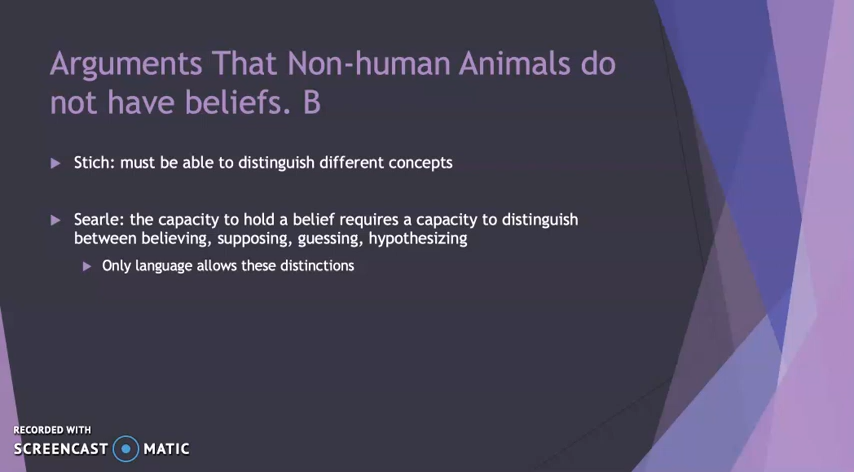 Arguments That Non-human Animals do
not have beliefs. B
Stich: must be able to distinguish different concepts
Searle: the capacity to hold a belief requires a capacity to distinguish
between believing, supposing, guessing, hypothesizing
Only language allows these distinctions
RECORDED WITH
SCREENCAST MATIC